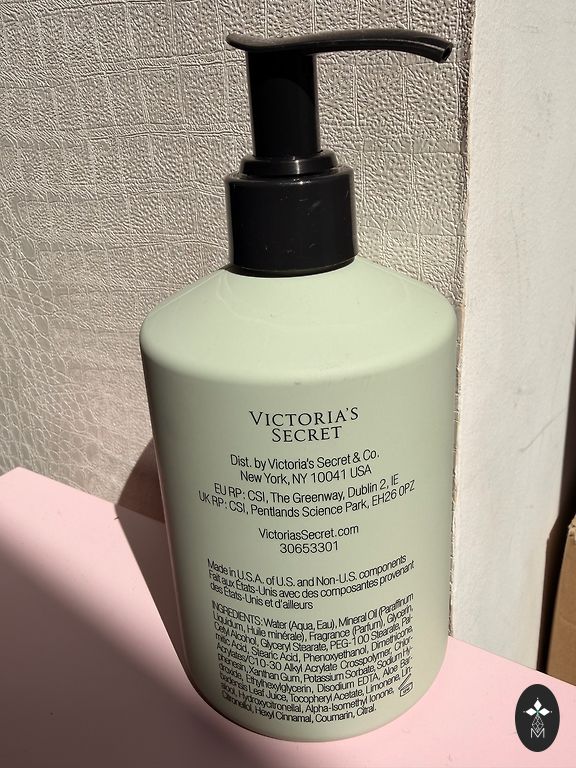 VICTORIA'S
SECRET
Dist. by Victoria's Secret & Co.
New York, NY 10041 USA
EU RP: CSI, The Greenway, Dublin 2, IE
UK RP: CSI, Pentlands Science Park, EH26 0PZ
VictoriasSecret.com
30653301
Made in U.S.A. of U.S. and Non-U.S. components
Fait aux États-Unis avec des composantes provenant
des États-Unis et d'ailleurs
INGREDIENTS: Water (Aqua, Eau), Mineral Oil (Paraffinum
Liquidum, Huile minérale), Fragrance (Parfum), Glycerin,
Cetyl Alcohol, Glyceryl Stearate, PEG-100 Stearate, Pal-
mitic Acid, Stearic Acid, Phenoxyethanol, Dimethicone,
Acrylates/C10-30 Alkyl Acrylate Crosspolymer, Chlor-
phenesin, Xanthan Gum, Potassium Sorbate, Sodium Hy-
droxide, Ethylhexylglycerin, Disodium EDTA, Aloe Bar-
badensis Leaf Juice, Tocopheryl Acetate, Limonene, Lin-
alool, Hydroxycitronellal, Alpha-Isomethyl Ionone,
Citronellol, Hexyl Cinnamal, Coumarin, Citral.
M